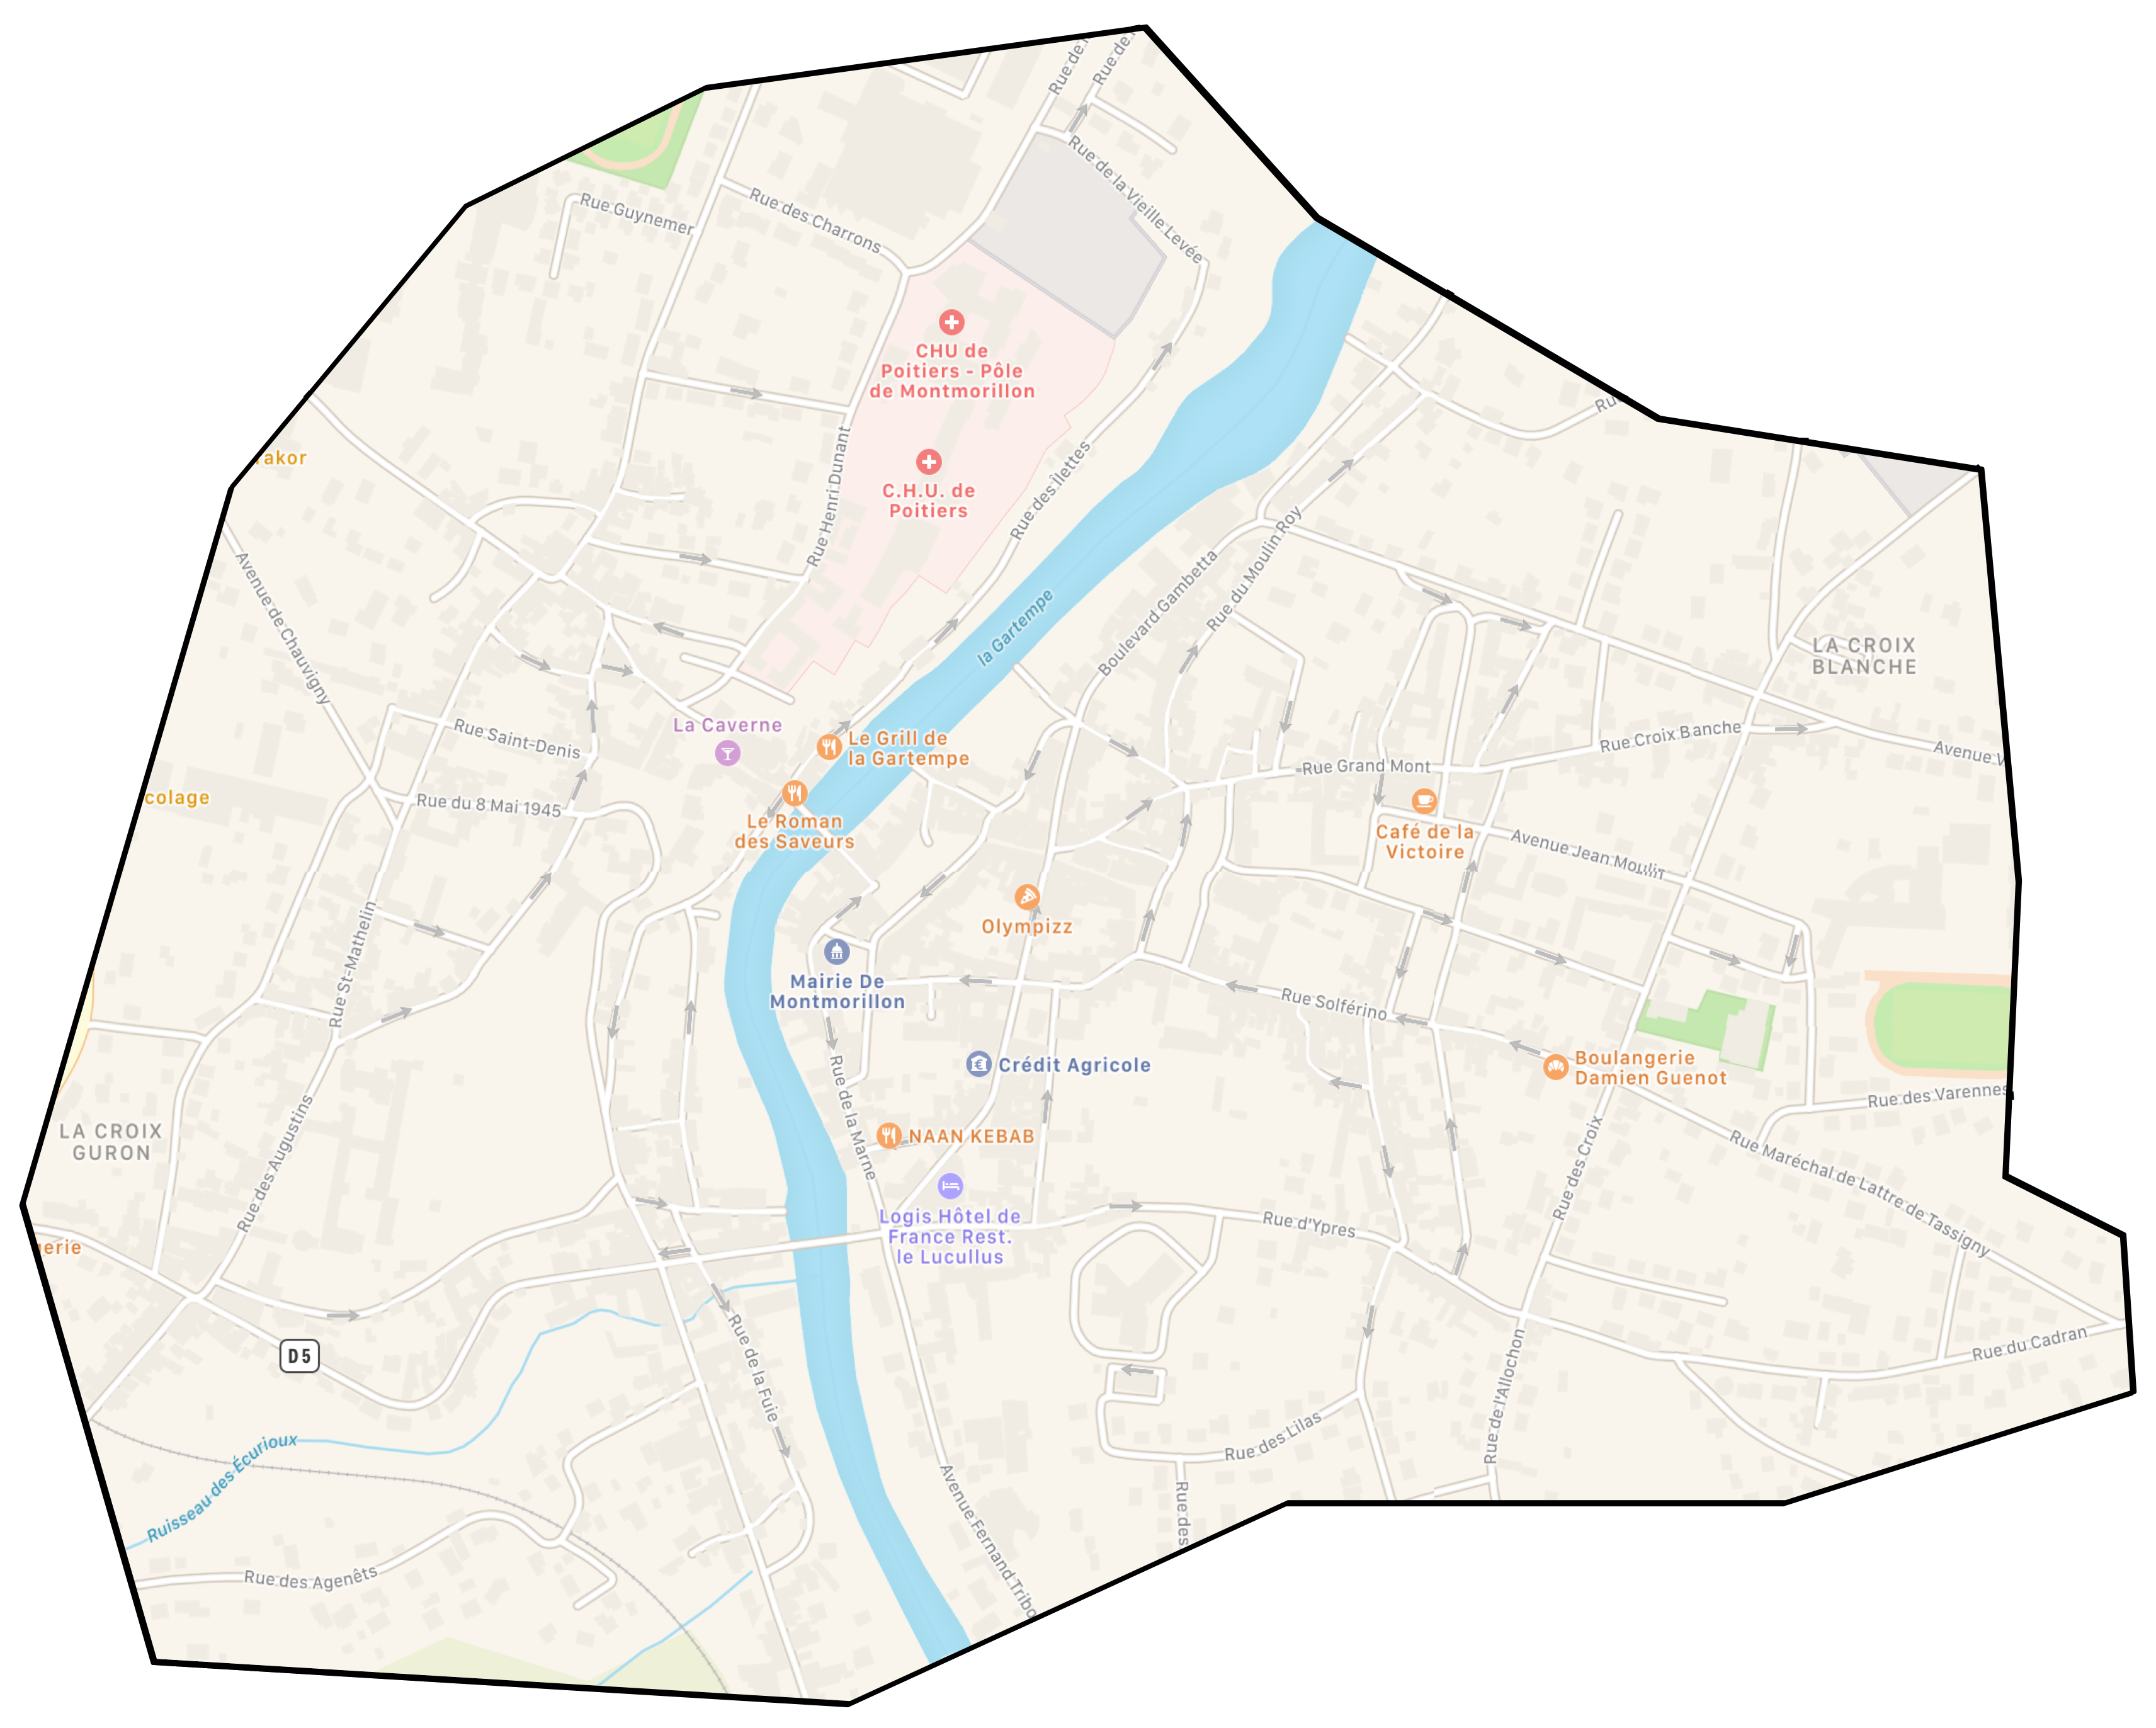 Rue de
Rue de
Rue de la Vieille Levée
Rue Guynemer
Rue des Charrons
CHU de
Poitiers - Pôle
de Montmorillon
C.H.U. de
Poitiers
Rue Henri Dunant
Rue des Îlettes
la Gartempe
Boulevard Gambetta
Rue du Moulin Roy
akor
Avenue de Chauvigny
LA CROIX
BLANCHE
Rue Saint-Denis
La Caverne
Le Grill de
la Gartempe
Rue Croix Banche
Avenue V
Rue Grand Mont
colage
Rue du 8 Mai 1945
Le Roman
des Saveurs
Café de la
Victoire
Avenue Jean Moulin
Olympizz
Rue St-Mathelin
Mairie De
Montmorillon
Rue Solférino
Crédit Agricole
Boulangerie
Damien Guenot
Rue des Varennes
LA CROIX
GURON
Rue des Augustins
Rue de la Marne
NAAN KEBAB
Rue des Croix
Rue Maréchal de Lattre de Tassigny
Logis Hôtel de
France Rest.
le Lucullus
Rue d'Ypres
erie
D5
Rue de la Fuie
Rue du Cadran
Rue de l'Allochon
Rue des Lilas
Ruisseau des Écurioux
Avenue Fernand Tribo
Rue des
Rue des Agenêts